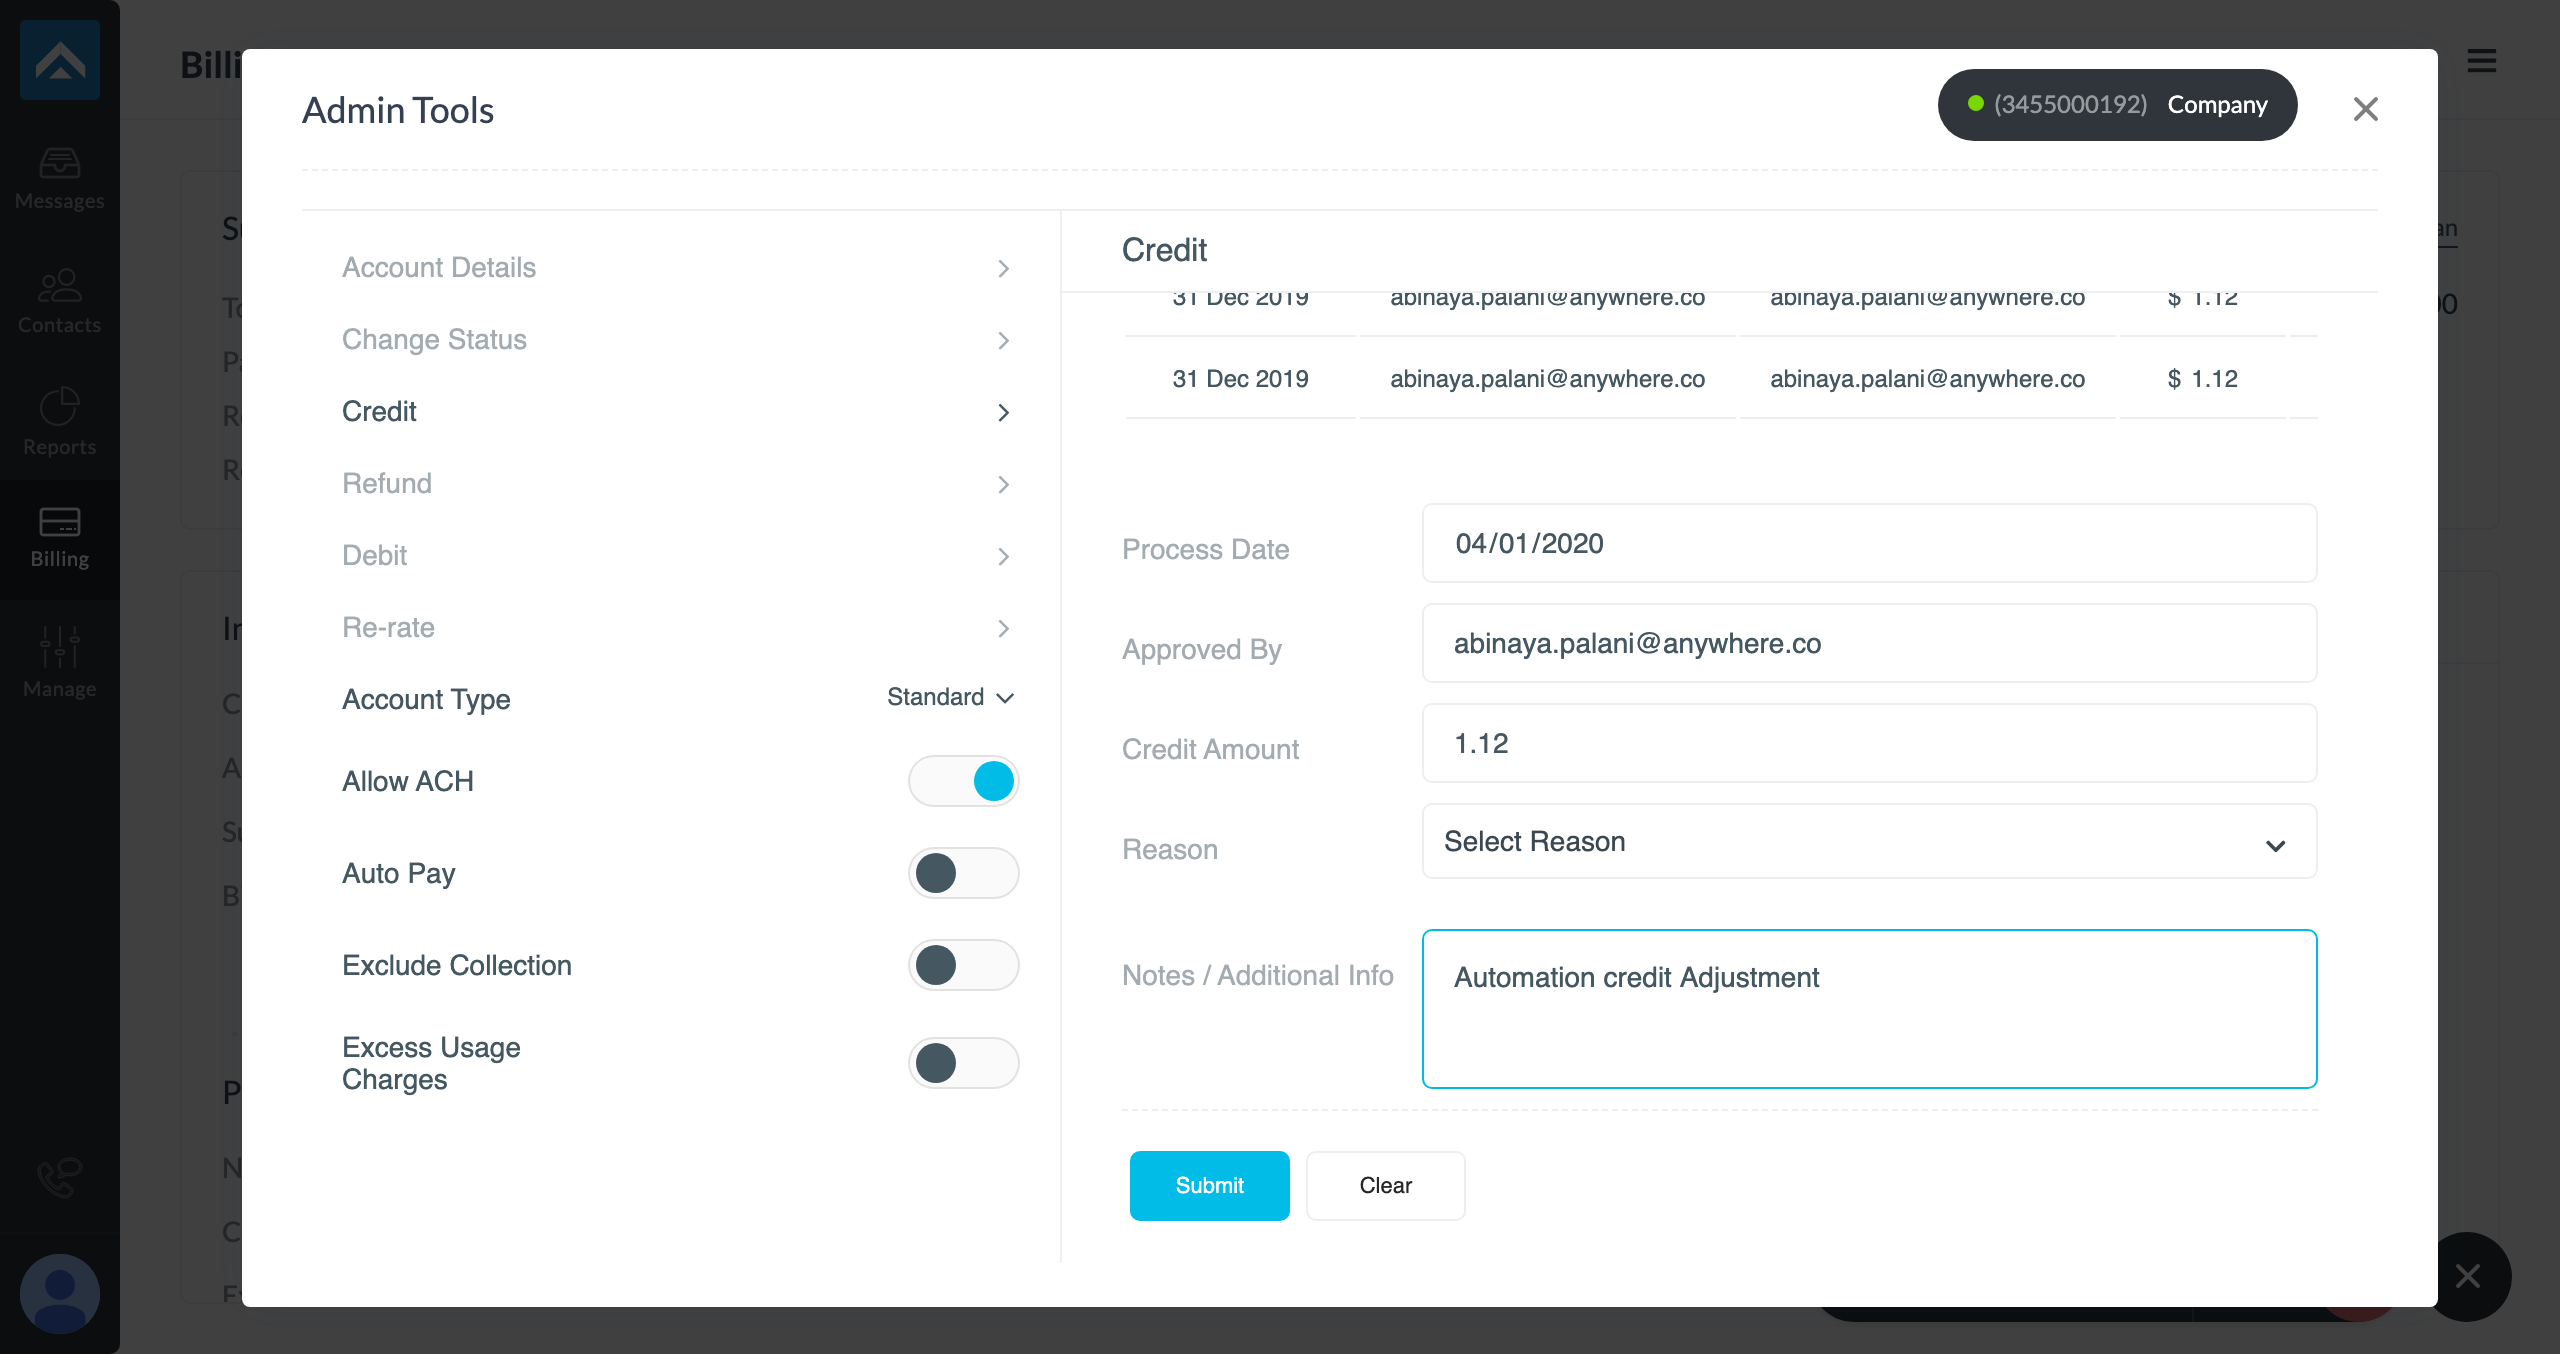 Billi
Admin Tools
(3455000192) Company
Messages
Contacts
Reports
Billing
Manage
Account Details
Change Status
Credit
Refund
Debit
Re-rate
Account Type
Standard
Allow ACH
Auto Pay
Exclude Collection
Excess Usage
Charges
Credit
31 Dec 2019 abinaya.palani@anywhere.co abinaya.palani@anywhere.co $ 1.12
31 Dec 2019 abinaya.palani@anywhere.co abinaya.palani@anywhere.co $ 1.12
Process Date
04/01/2020
Approved By
abinaya.palani@anywhere.co
Credit Amount
1.12
Reason
Select Reason
Notes / Additional Info
Automation credit Adjustment
Submit
Clear